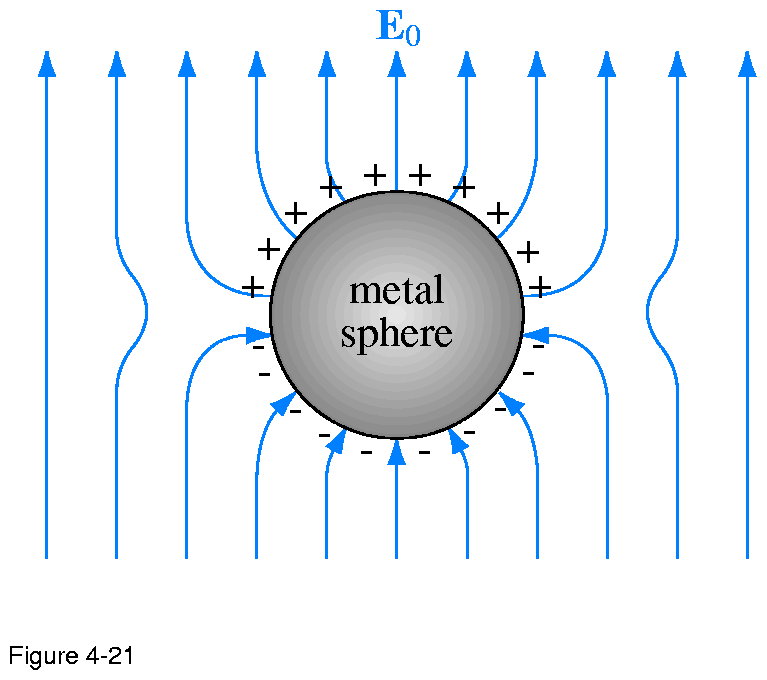 E₀
+ + + +
+ +
+ +
+ +
metal
sphere
- -
- -
- -
- -
- -
Figure 4-21